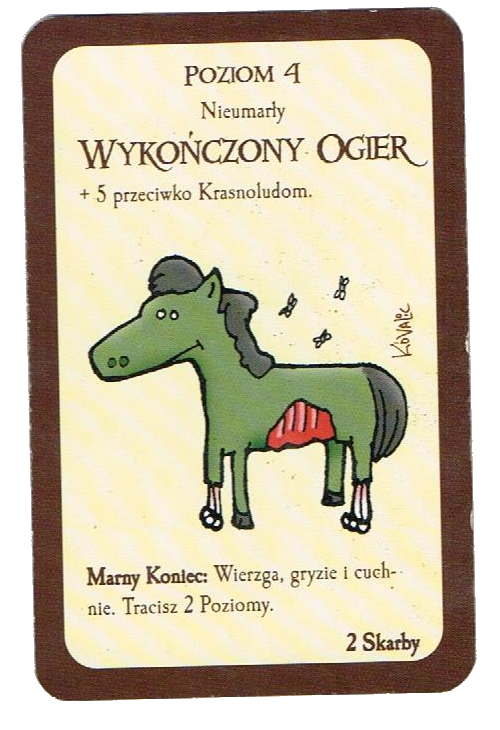 Poziom 4
Nieumarły
Wykończony Ogier
+ 5 przeciwko Krasnoludom.
Kovalic
Marny Koniec: Wierzga, gryzie i cuch-
nie. Tracisz 2 Poziomy.
2 Skarby